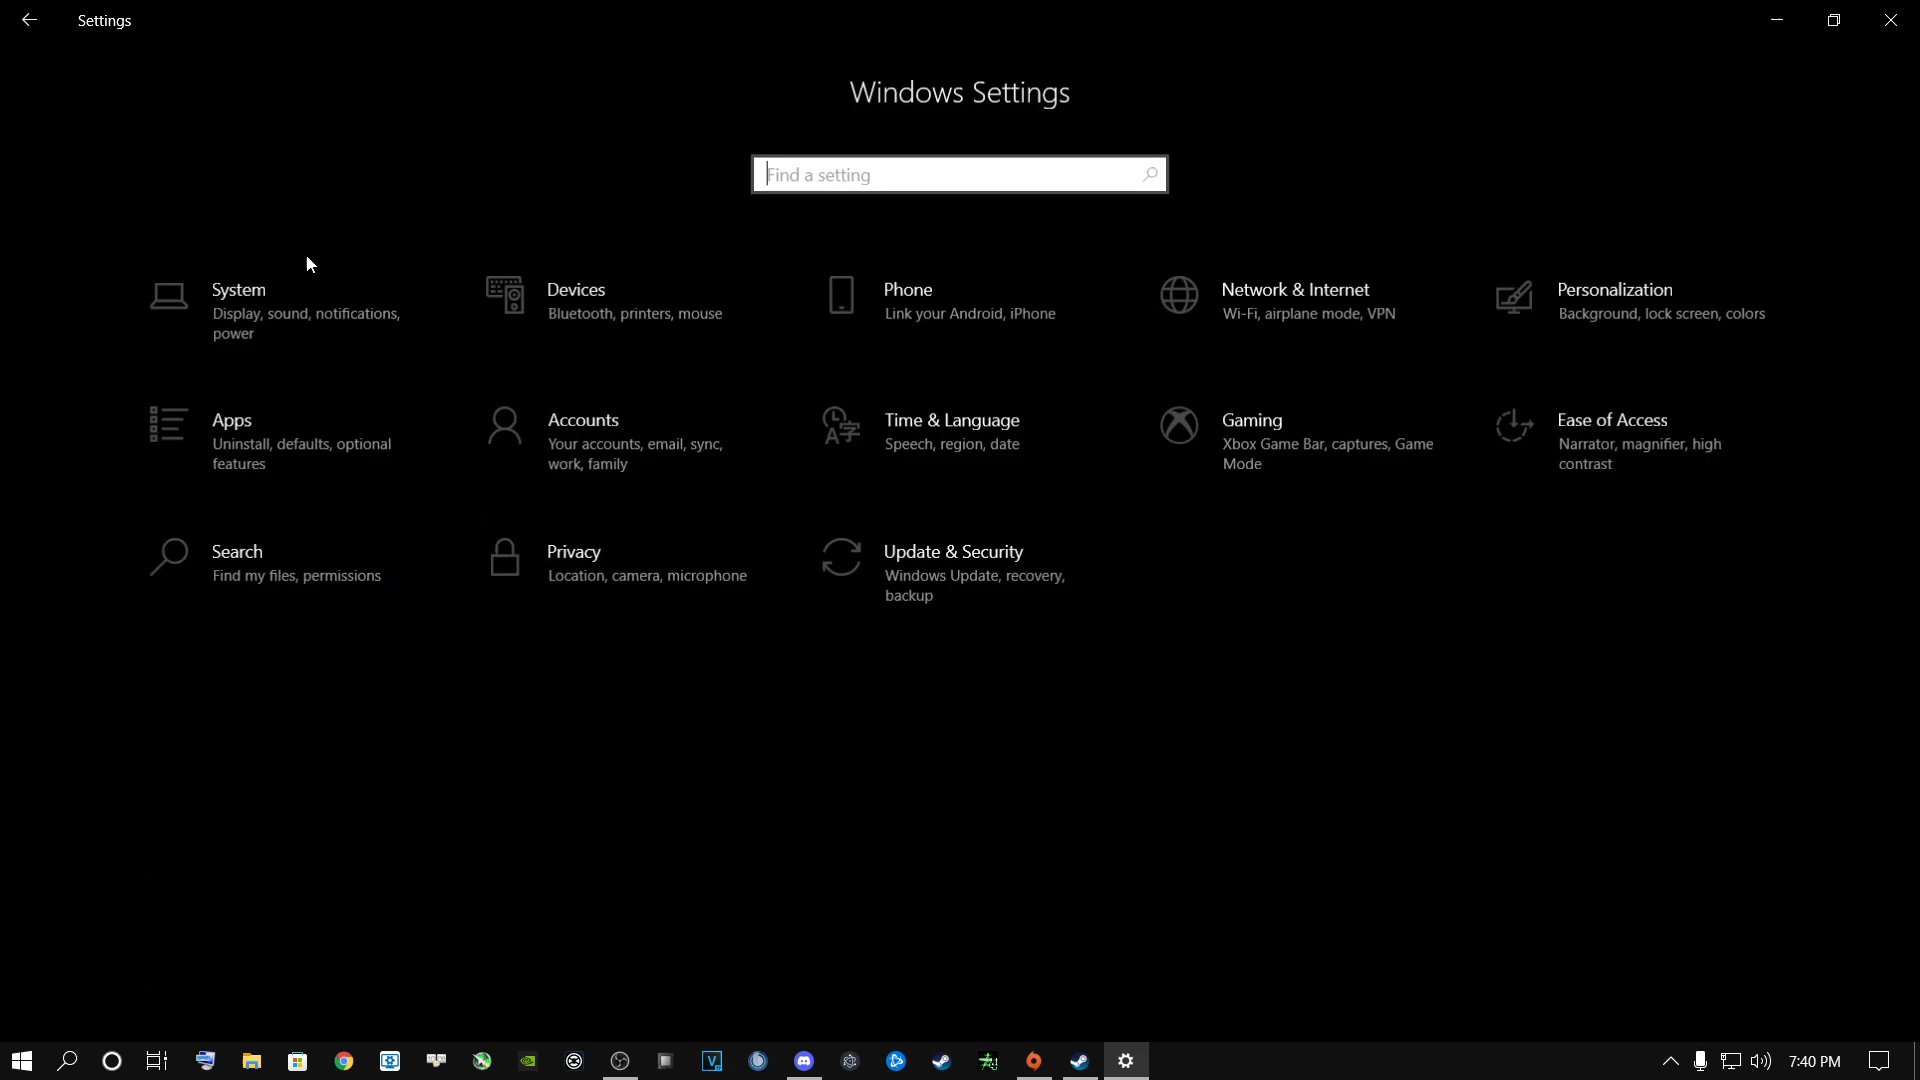 Settings
Windows Settings
Find a setting
System
Display, sound, notifications,
power
Devices
Bluetooth, printers, mouse
Phone
Link your Android, iPhone
Network & Internet
Wi-Fi, airplane mode, VPN
Personalization
Background, lock screen, colors
Apps
Uninstall, defaults, optional
features
Accounts
Your accounts, email, sync,
work, family
Time & Language
Speech, region, date
Gaming
Xbox Game Bar, captures, Game
Mode
Ease of Access
Narrator, magnifier, high
contrast
Search
Find my files, permissions
Privacy
Location, camera, microphone
Update & Security
Windows Update, recovery,
backup
7:40 PM